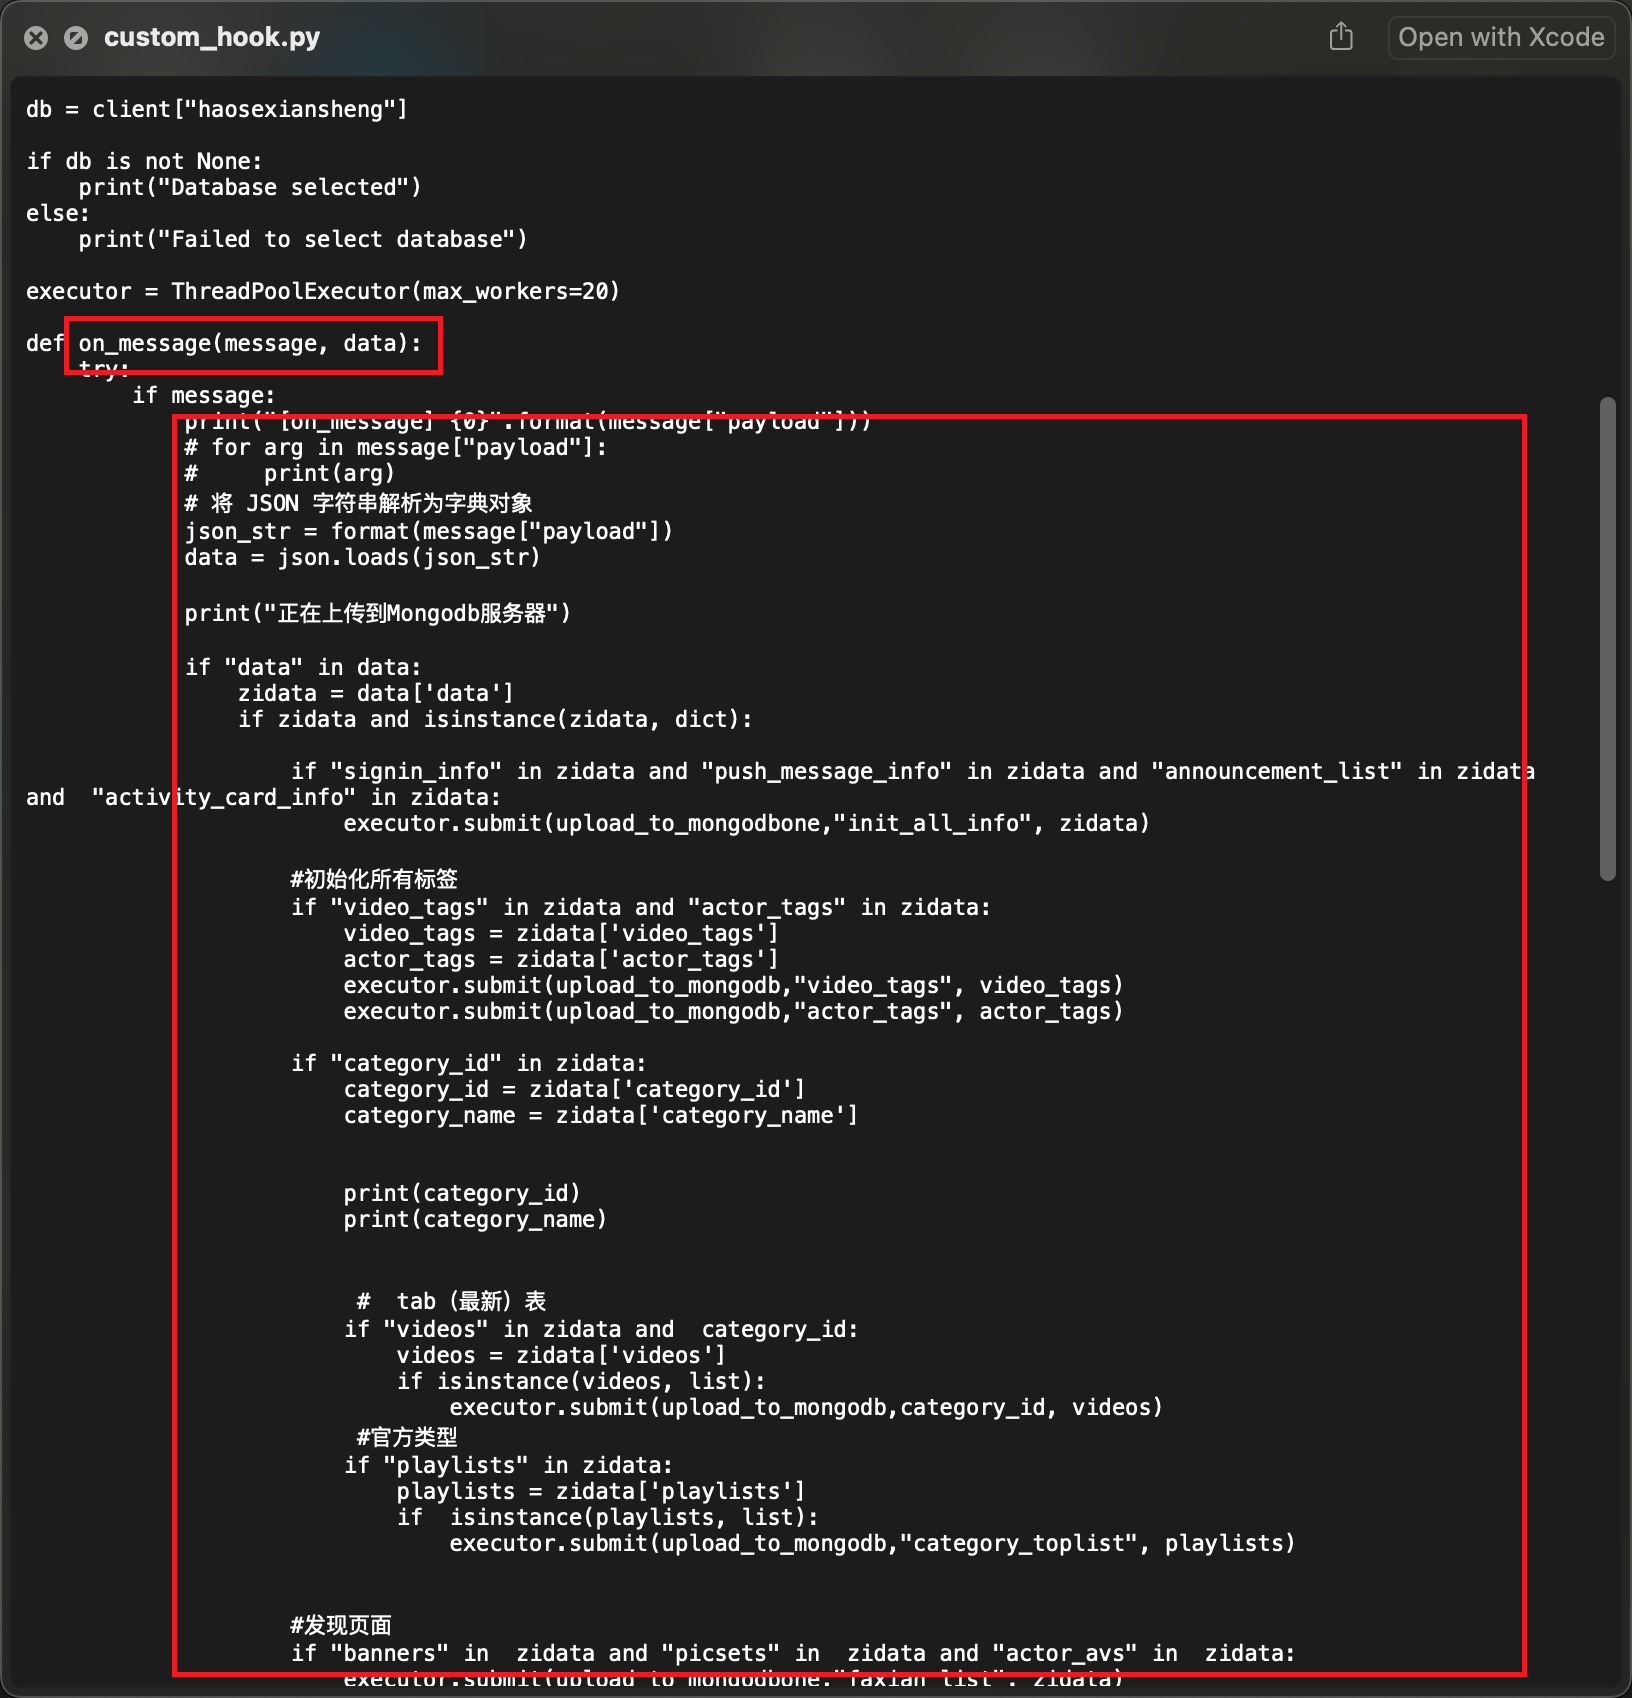 custom_hook.py
Open with Xcode
db = client["haosexiansheng"]
if db is not None:
    print("Database selected")
else:
    print("Failed to select database")
executor = ThreadPoolExecutor(max_workers=20)
def on_message(message, data):
    try:
        if message:
            print("[on_message] {0}".format(message["payload"]))
            # for arg in message["payload"]:
            #     print(arg)
            # 将 JSON 字符串解析为字典对象
            json_str = format(message["payload"])
            data = json.loads(json_str)
            print("正在上传到Mongodb服务器")
            if "data" in data:
                zidata = data['data']
                if zidata and isinstance(zidata, dict):
                    if "signin_info" in zidata and "push_message_info" in zidata and "announcement_list" in zidata
and  "activity_card_info" in zidata:
                        executor.submit(upload_to_mongodbone,"init_all_info", zidata)
                    #初始化所有标签
                    if "video_tags" in zidata and "actor_tags" in zidata:
                        video_tags = zidata['video_tags']
                        actor_tags = zidata['actor_tags']
                        executor.submit(upload_to_mongodb,"video_tags", video_tags)
                        executor.submit(upload_to_mongodb,"actor_tags", actor_tags)
                    if "category_id" in zidata:
                        category_id = zidata['category_id']
                        category_name = zidata['category_name']
                        print(category_id)
                        print(category_name)
                         #  tab（最新）表
                        if "videos" in zidata and  category_id:
                            videos = zidata['videos']
                            if isinstance(videos, list):
                                executor.submit(upload_to_mongodb,category_id, videos)
                         #官方类型
                        if "playlists" in zidata:
                            playlists = zidata['playlists']
                            if  isinstance(playlists, list):
                                executor.submit(upload_to_mongodb,"category_toplist", playlists)
                    #发现页面
                    if "banners" in  zidata and "picsets" in  zidata and "actor_avs" in  zidata:
                        executor.submit(upload_to_mongodbone,"faxian_list", zidata)